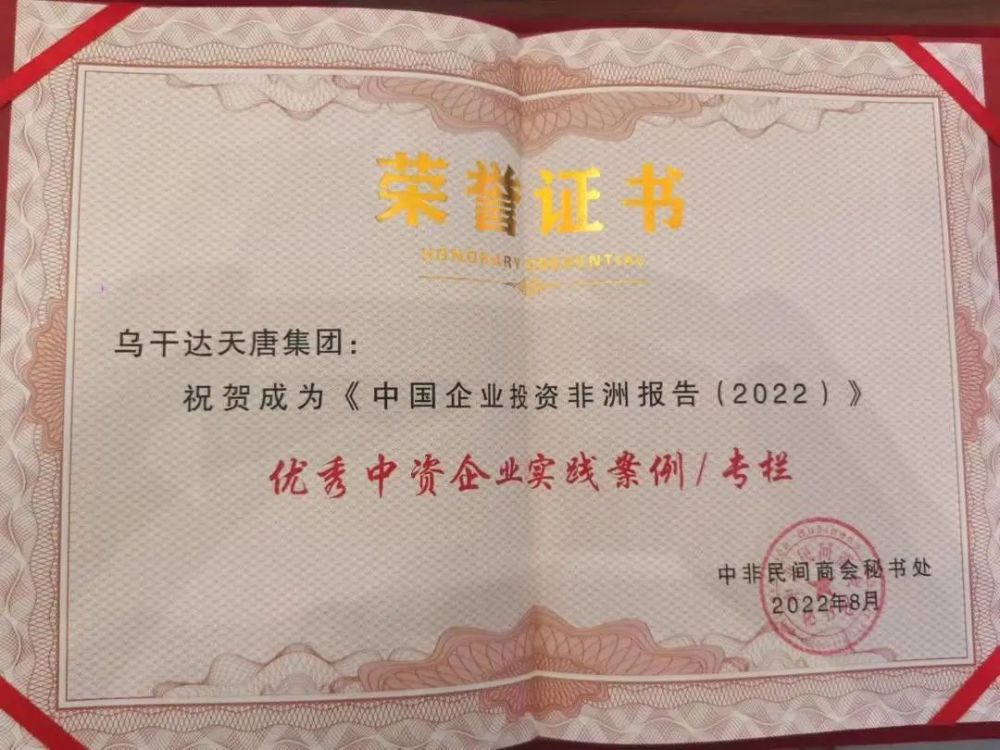 荣誉证书
HONORARY CREDENTIAL
乌干达天唐集团：
祝贺成为《中国企业投资非洲报告（2022）》
优秀中资企业实践案例/专栏
中非民间商会秘书处
2022年8月